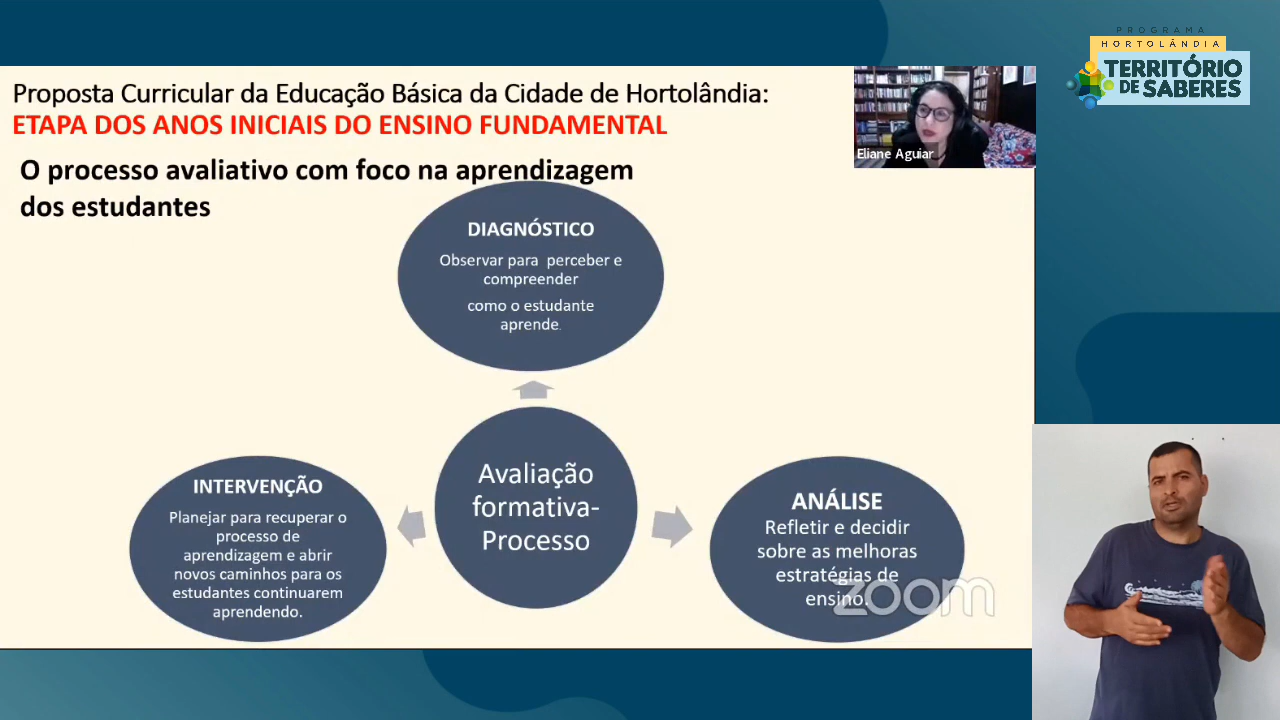 PROGRAMA
HORTOLÂNDIA
TERRITÓRIO
DE SABERES
Proposta Curricular da Educação Básica da Cidade de Hortolândia:
ETAPA DOS ANOS INICIAIS DO ENSINO FUNDAMENTAL
Eliane Aguiar
O processo avaliativo com foco na aprendizagem
dos estudantes
DIAGNÓSTICO
Observar para perceber e
compreender
como o estudante
aprende.
Avaliação
formativa-
Processo
INTERVENÇÃO
Planejar para recuperar o
processo de
aprendizagem e abrir
novos caminhos para os
estudantes continuarem
aprendendo.
ANÁLISE
Refletir e decidir
sobre as melhoras
estratégias de
ensino.
zoom